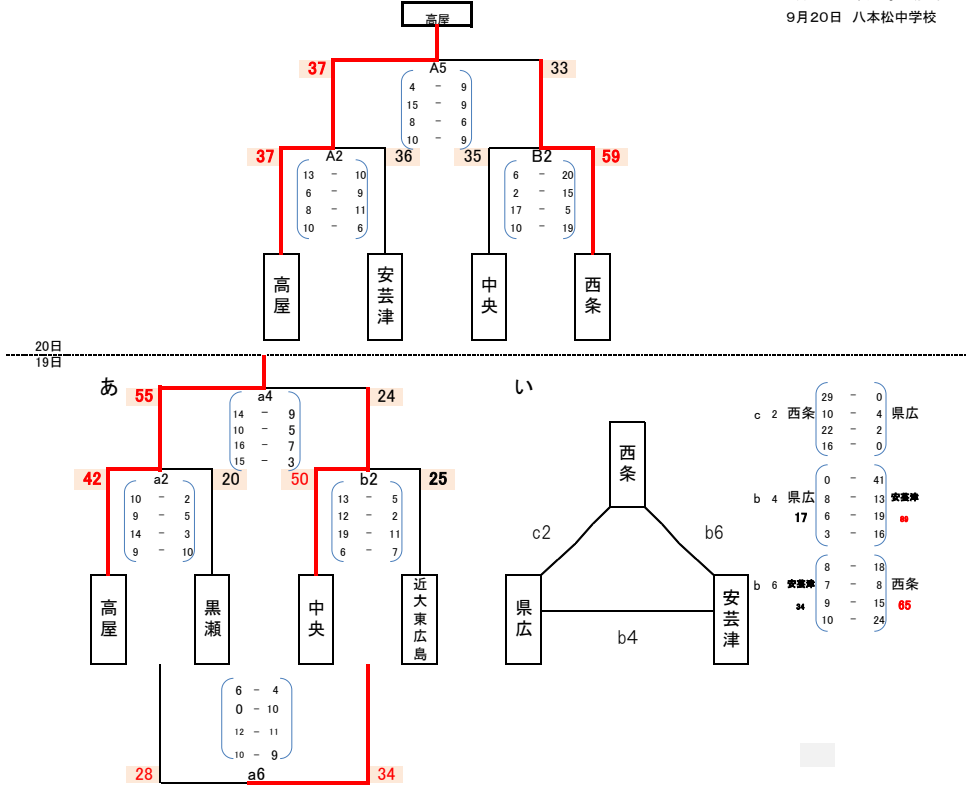 9月20日 八本松中学校
高屋
37 A5 33
4 - 9
15 - 9
8 - 6
10 - 9
37 A2 36 35 B2 59
13 - 10 6 - 20
6 - 9 2 - 15
8 - 11 17 - 5
10 - 6 10 - 19
高屋 安芸津 中央 西条
20日
19日
あ い
55 a4 24
14 - 9
10 - 5
16 - 7
15 - 3
42 a2 20 50 b2 25
10 - 2 13 - 5
9 - 5 12 - 2
14 - 3 19 - 11
9 - 10 6 - 7
高屋 黒瀬 中央 近大東広島
6 - 4
0 - 10
12 - 11
10 - 9
28 a6 34
西条
c2 b6
県広 安芸津
b4
29 - 0
c 2 西条 10 - 4 県広
22 - 2
16 - 0
0 - 41
b 4 県広 8 - 13 安芸津
17 6 - 19 89
3 - 16
8 - 18
b 6 安芸津 7 - 8 西条
34 9 - 15 65
10 - 24